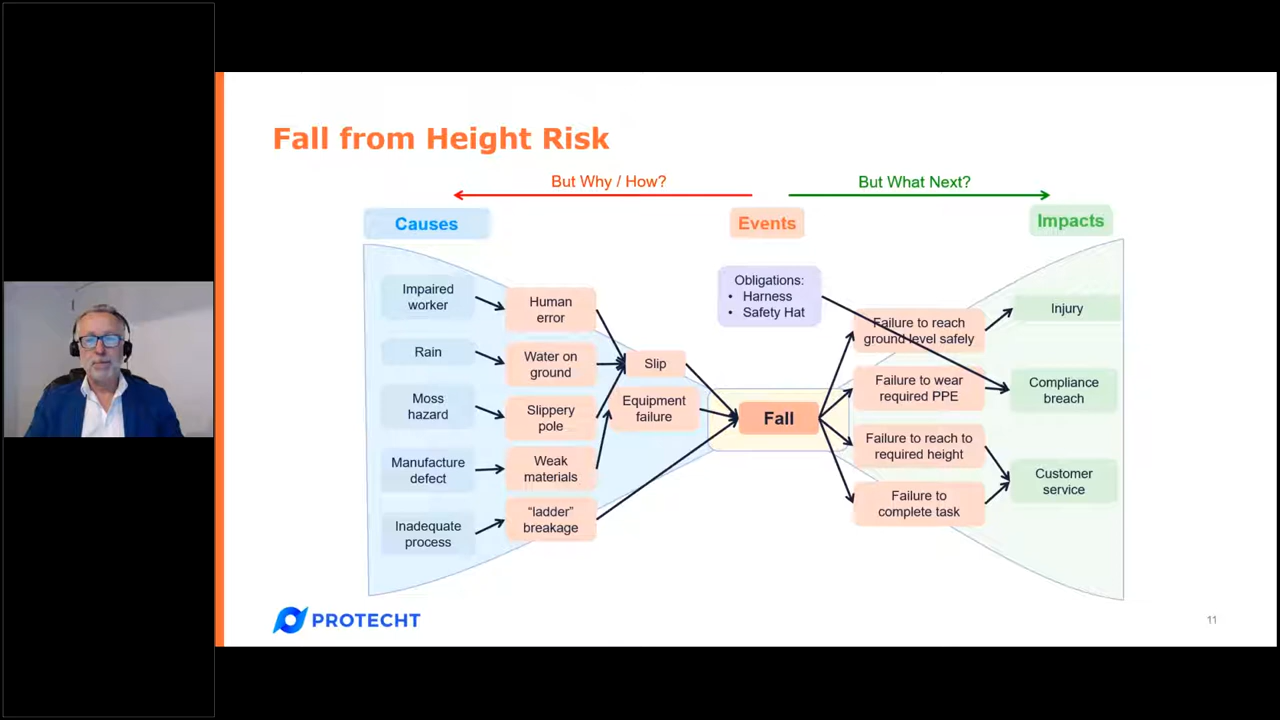 Fall from Height Risk
But Why / How?
But What Next?
Causes
Events
Impacts
Impaired
worker
Rain
Moss
hazard
Manufacture
defect
Inadequate
process
Human
error
Water on
ground
Slippery
pole
Weak
materials
“ladder”
breakage
Slip
Equipment
failure
Obligations:
• Harness
• Safety Hat
Fall
Failure to reach
ground level safely
Failure to wear
required PPE
Failure to reach to
required height
Failure to
complete task
Injury
Compliance
breach
Customer
service
PROTECHT
11